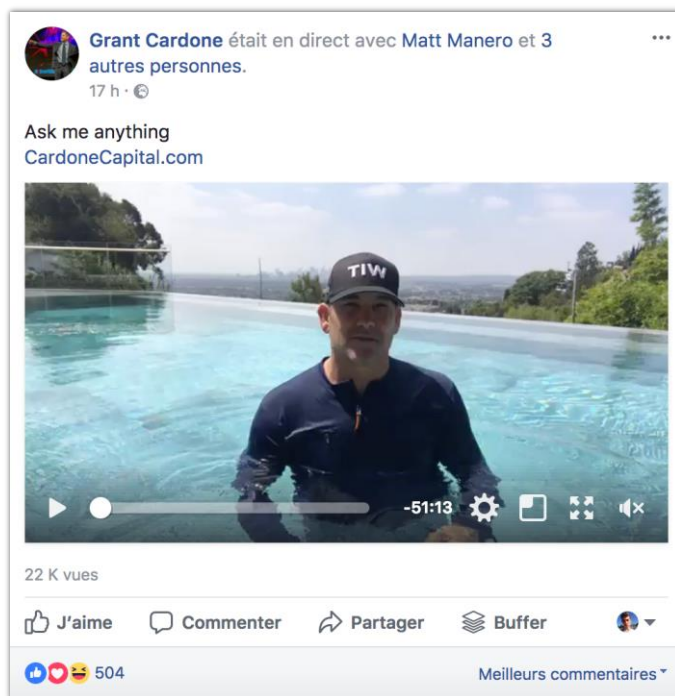 Grant Cardone était en direct avec Matt Manero et 3
autres personnes.
17 h ·
Ask me anything
CardoneCapital.com
TIW
-51:13
22 K vues
J'aime
Commenter
Partager
Buffer
504
Meilleurs commentaires